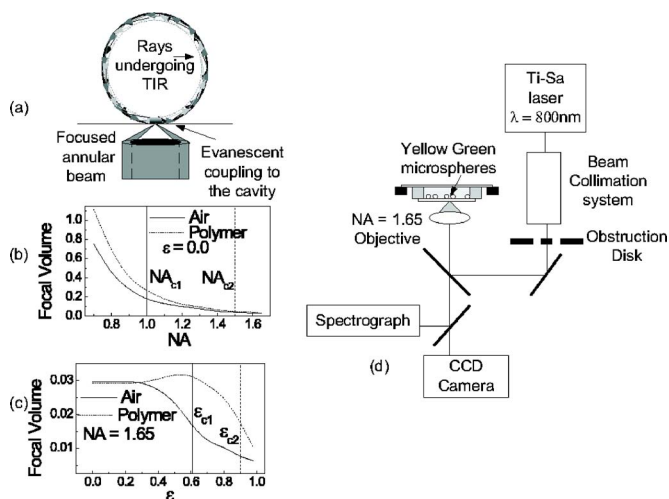 (a)
Rays
undergoing
TIR
Focused
annular
beam
Evanescent
coupling to
the cavity
(b)
Focal Volume
1.0
0.8
0.6
0.4
0.2
0.0
Air
Polymer
ε = 0.0
NAc1
NAc2
0.8 1.0 1.2 1.4 1.6
NA
(c)
Focal Volume
0.03
0.02
0.01
Air
Polymer
NA = 1.65
εc1
εc2
0.0 0.2 0.4 0.6 0.8 1.0
ε
Ti-Sa
laser
λ = 800nm
Yellow Green
microspheres
Beam
Collimation
system
NA = 1.65
Objective
Obstruction
Disk
Spectrograph
(d)
CCD
Camera